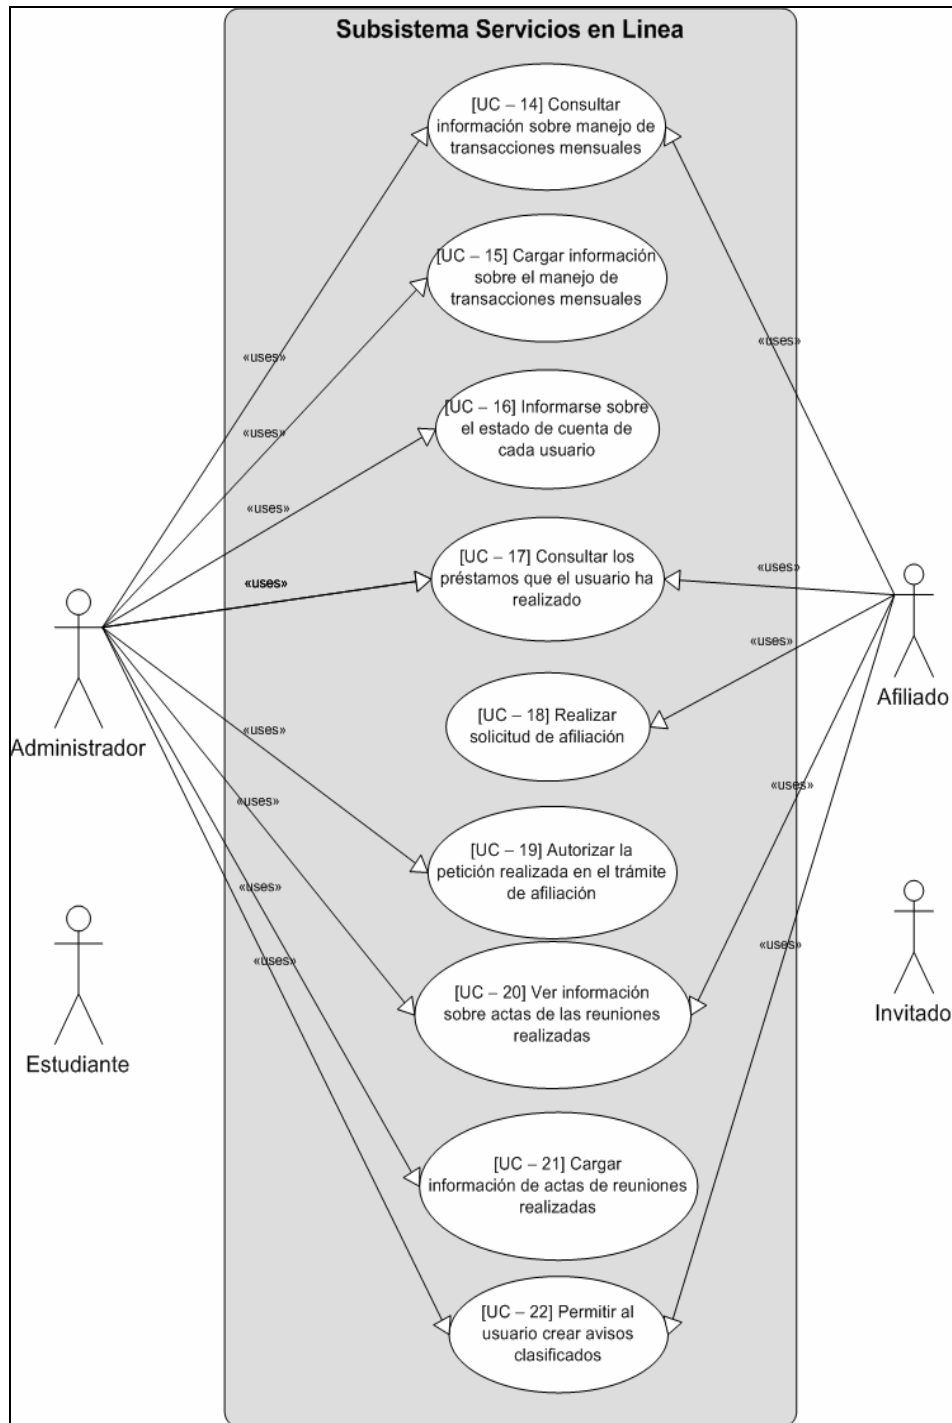 Subsistema Servicios en Linea
[UC – 14] Consultar
información sobre manejo de
transacciones mensuales
[UC – 15] Cargar información
sobre el manejo de
transacciones mensuales
«uses»
«uses»
«uses»
[UC – 16] Informarse sobre
el estado de cuenta de
cada usuario
«uses»
[UC – 17] Consultar los
préstamos que el usuario ha
realizado
«uses»
«uses»
«uses»
Administrador
[UC – 18] Realizar
solicitud de afiliación
Afiliado
«uses»
«uses»
«uses»
[UC – 19] Autorizar la
petición realizada en el trámite
de afiliación
«uses»
«uses»
«uses»
[UC – 20] Ver información
sobre actas de las reuniones
realizadas
Estudiante
Invitado
[UC – 21] Cargar
información de actas de reuniones
realizadas
[UC – 22] Permitir al
usuario crear avisos
clasificados